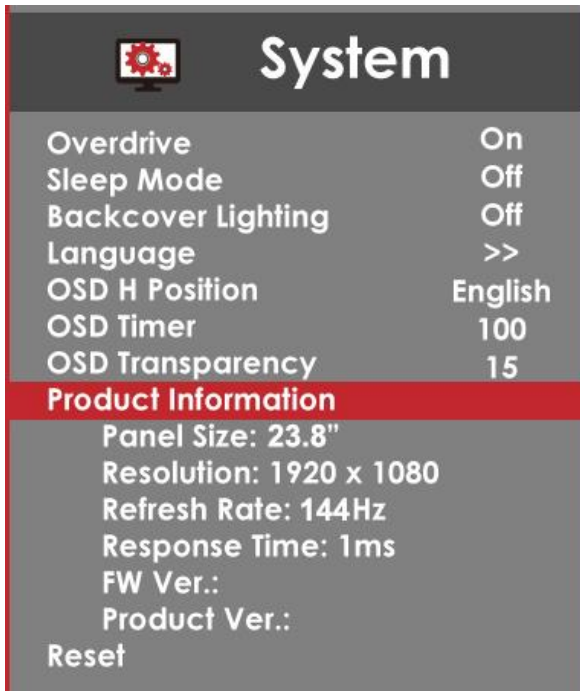 System
Overdrive On
Sleep Mode Off
Backcover Lighting Off
Language >>
OSD H Position English
OSD Timer 100
OSD Transparency 15
Product Information
Panel Size: 23.8”
Resolution: 1920 x 1080
Refresh Rate: 144Hz
Response Time: 1ms
FW Ver.:
Product Ver.:
Reset